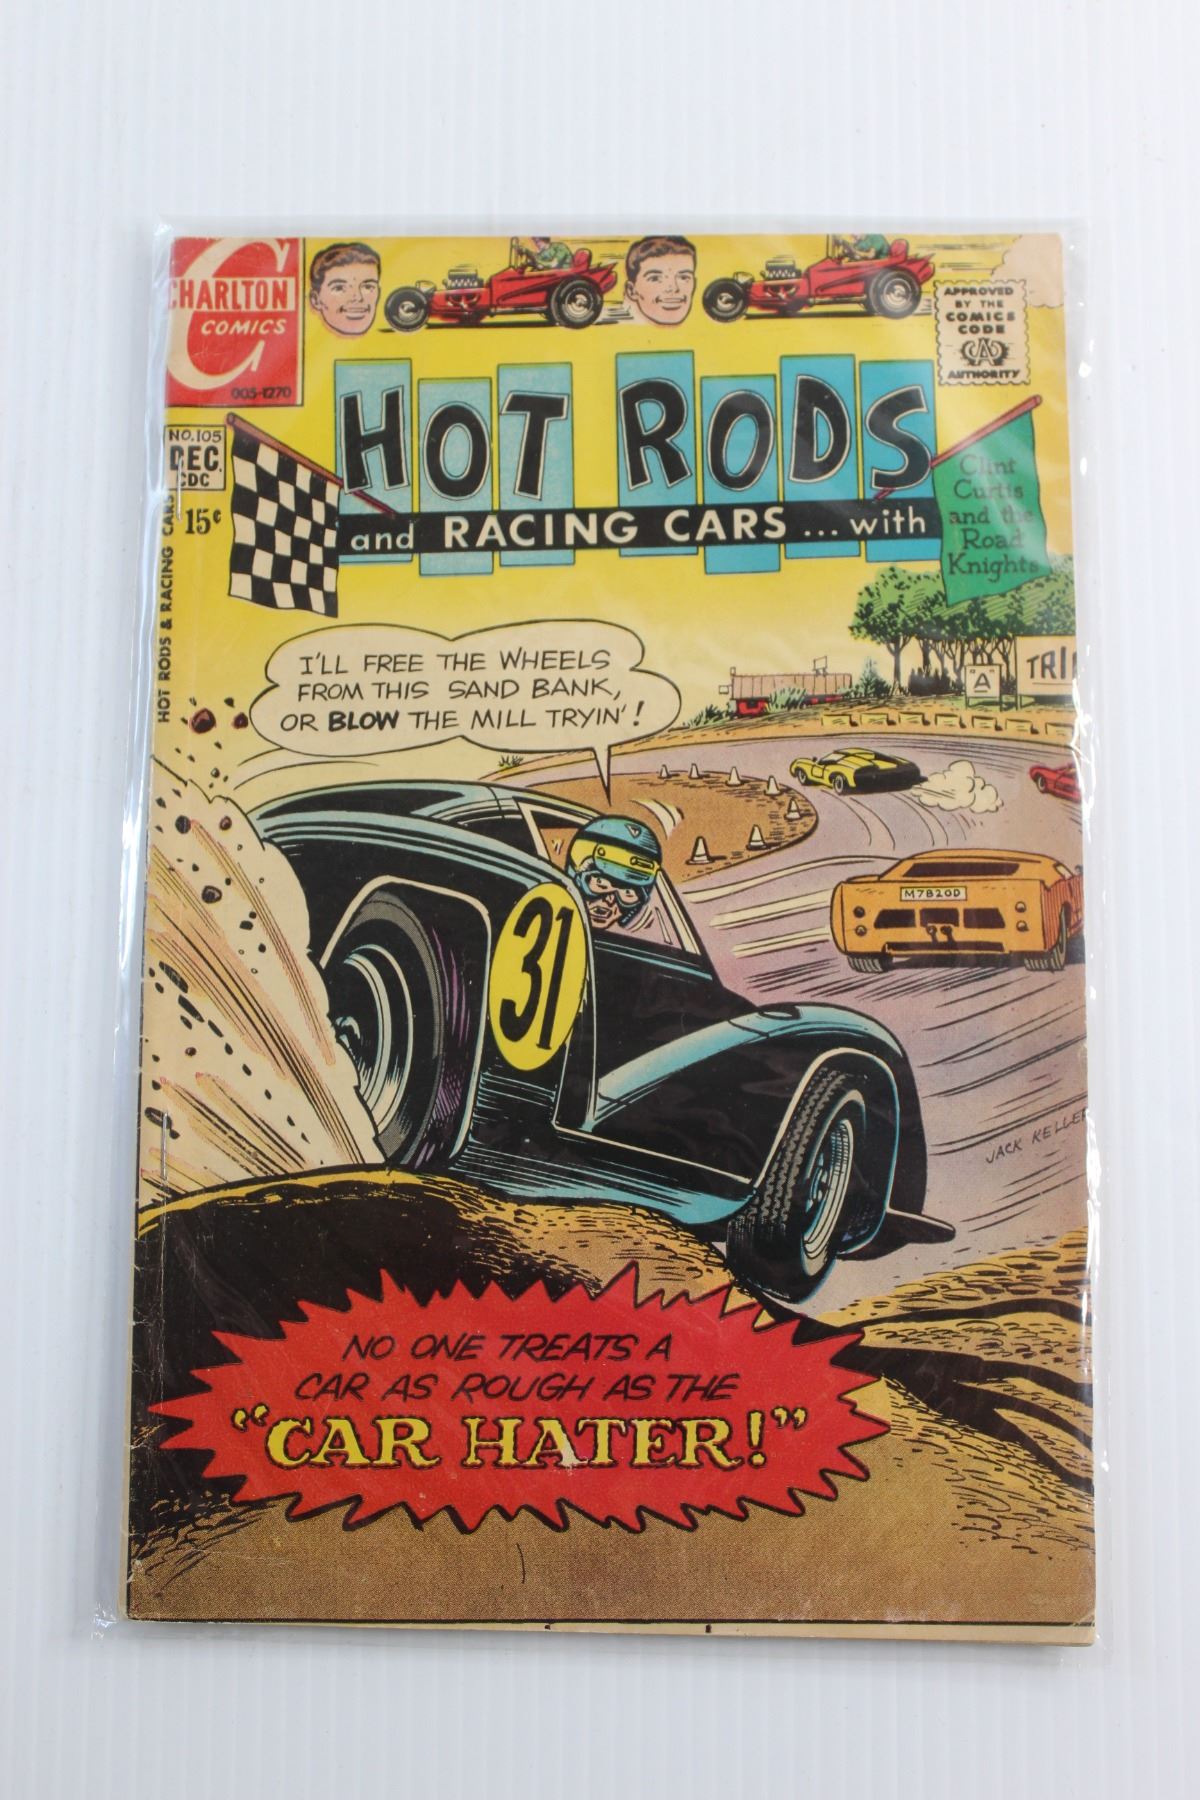 CHARLTON
COMICS
005-1270
APPROVED
BY THE
COMICS
CODE
AUTHORITY
NO.105
DEC.
CDC
15¢
HOT RODS & RACING CARS
HOT RODS
and RACING CARS ... with
Clint
Curtis
and the
Road
Knights
I'LL FREE THE WHEELS
FROM THIS SAND BANK,
OR BLOW THE MILL TRYIN'!
"A"
TRI
M7B20D
31
JACK KELLER
NO ONE TREATS A
CAR AS ROUGH AS THE
"CAR HATER!"